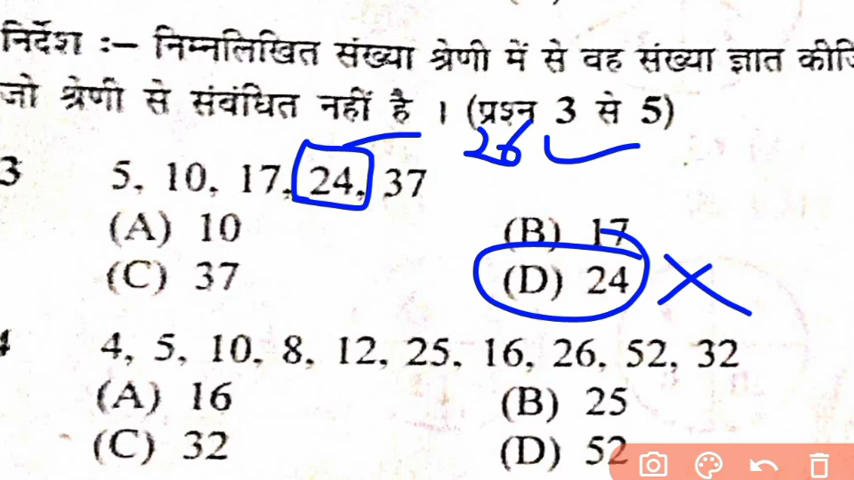 निर्देश :– निम्नलिखित संख्या श्रेणी में से वह संख्या ज्ञात
जो श्रेणी से संबंधित नहीं है । (प्रश्न 3 से 5)
26
3 5, 10, 17, 24, 37
(A) 10 (B) 17
(C) 37 (D) 24
4, 5, 10, 8, 12, 25, 16, 26, 52, 32
(A) 16 (B) 25
(C) 32 (D) 52